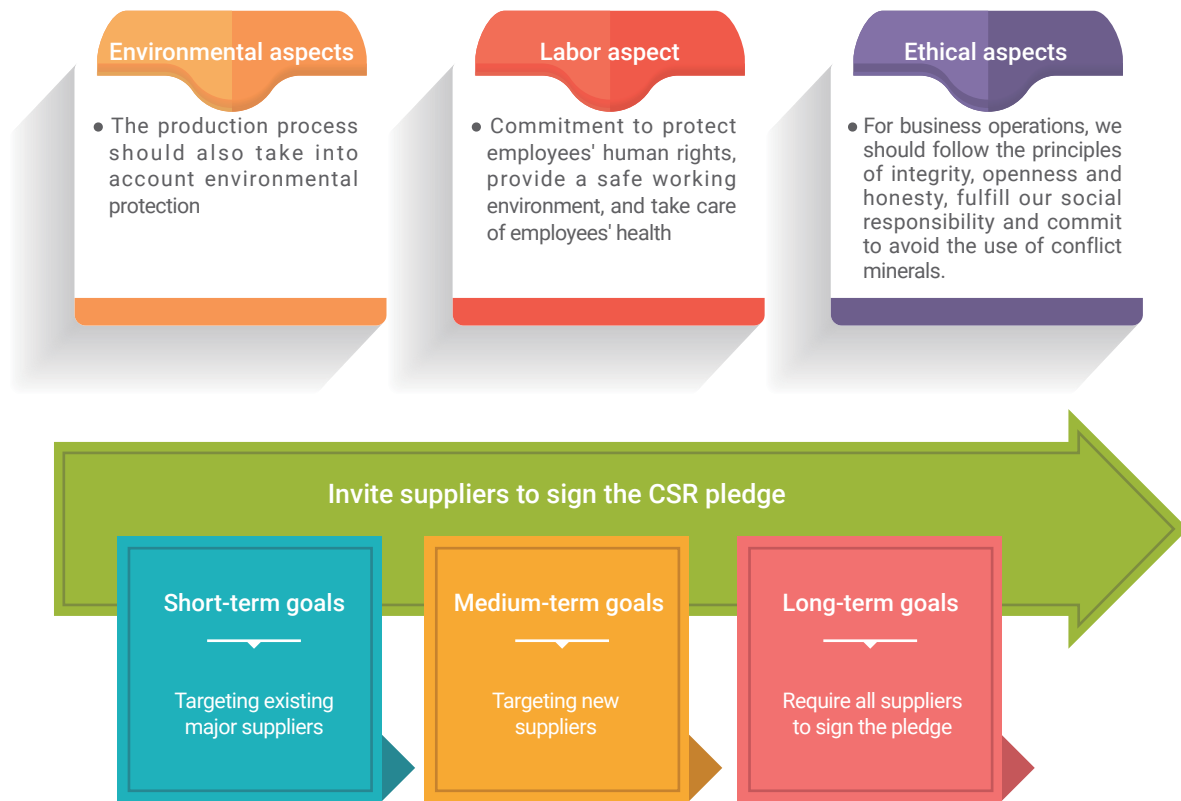 Environmental aspects
● The production process
should also take into
account environmental
protection
Labor aspect
● Commitment to protect
employees' human rights,
provide a safe working
environment, and take care
of employees' health
Ethical aspects
● For business operations, we
should follow the principles
of integrity, openness and
honesty, fulfill our social
responsibility and commit
to avoid the use of conflict
minerals.
Invite suppliers to sign the CSR pledge
Short-term goals
Targeting existing
major suppliers
Medium-term goals
Targeting new
suppliers
Long-term goals
Require all suppliers
to sign the pledge